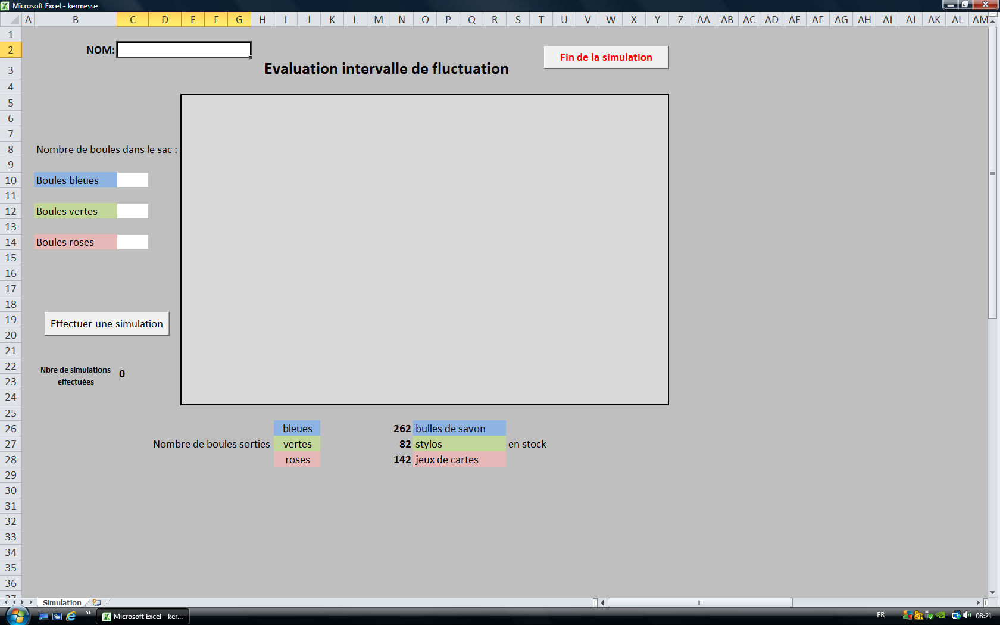 Microsoft Excel - kermesse
A B C D E F G H I J K L M N O P Q R S T U V W X Y Z AA AB AC AD AE AF AG AH AI AJ AK AL AM
1
2 NOM:
Fin de la simulation
3 Evaluation intervalle de fluctuation
4
5
6
7
8 Nombre de boules dans le sac :
9
10 Boules bleues
11
12 Boules vertes
13
14 Boules roses
15
16
17
18
19 Effectuer une simulation
20
21
22 Nbre de simulations
effectuées 0
23
24
25
26 bleues 262 bulles de savon
27 Nombre de boules sorties vertes 82 stylos en stock
28 roses 142 jeux de cartes
29
30
31
32
33
34
35
36
37
Simulation
» Microsoft Excel - ker... FR 08:21